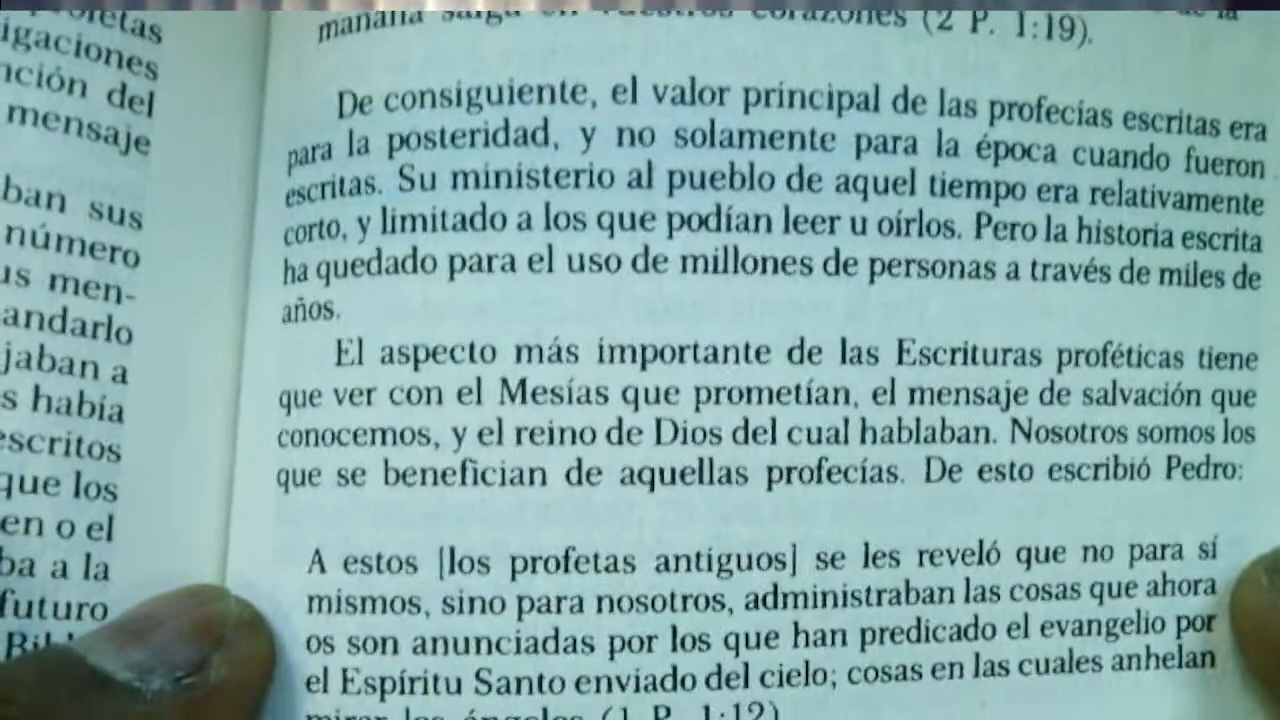 igaciones
nción del
mensaje
ban sus
número
us men-
andarlo
jaban a
s había
escritos
que los
en o el
ba a la
futuro
mañana salga en vuestros corazones (2 P. 1:19).
De consiguiente, el valor principal de las profecías escritas era
para la posteridad, y no solamente para la época cuando fueron
escritas. Su ministerio al pueblo de aquel tiempo era relativamente
corto, y limitado a los que podían leer u oírlos. Pero la historia escrita
ha quedado para el uso de millones de personas a través de miles de
años.
El aspecto más importante de las Escrituras proféticas tiene
que ver con el Mesías que prometían, el mensaje de salvación que
conocemos, y el reino de Dios del cual hablaban. Nosotros somos los
que se benefician de aquellas profecías. De esto escribió Pedro:
A estos [los profetas antiguos] se les reveló que no para sí
mismos, sino para nosotros, administraban las cosas que ahora
os son anunciadas por los que han predicado el evangelio por
el Espíritu Santo enviado del cielo; cosas en las cuales anhelan
mirar los ángeles (1 P. 1:12)